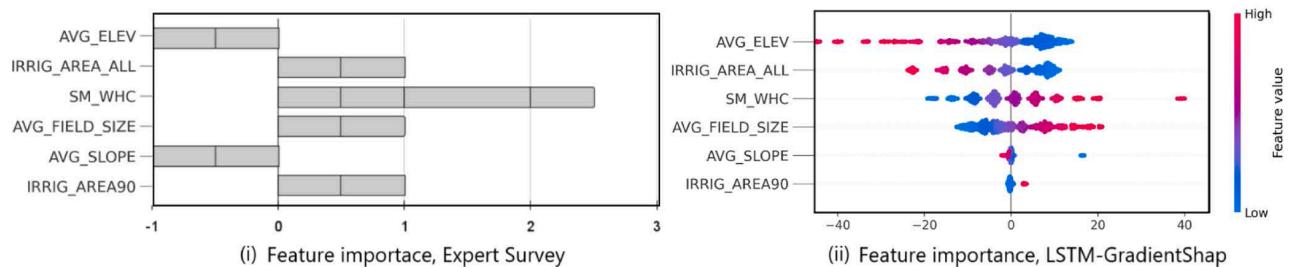 AVG_ELEV
IRRIG_AREA_ALL
SM_WHC
AVG_FIELD_SIZE
AVG_SLOPE
IRRIG_AREA90
-1 0 1 2 3
(i) Feature importace, Expert Survey
AVG_ELEV
IRRIG_AREA_ALL
SM_WHC
AVG_FIELD_SIZE
AVG_SLOPE
IRRIG_AREA90
−40 −20 0 20 40
(ii) Feature importance, LSTM-GradientShap
High
Feature value
Low